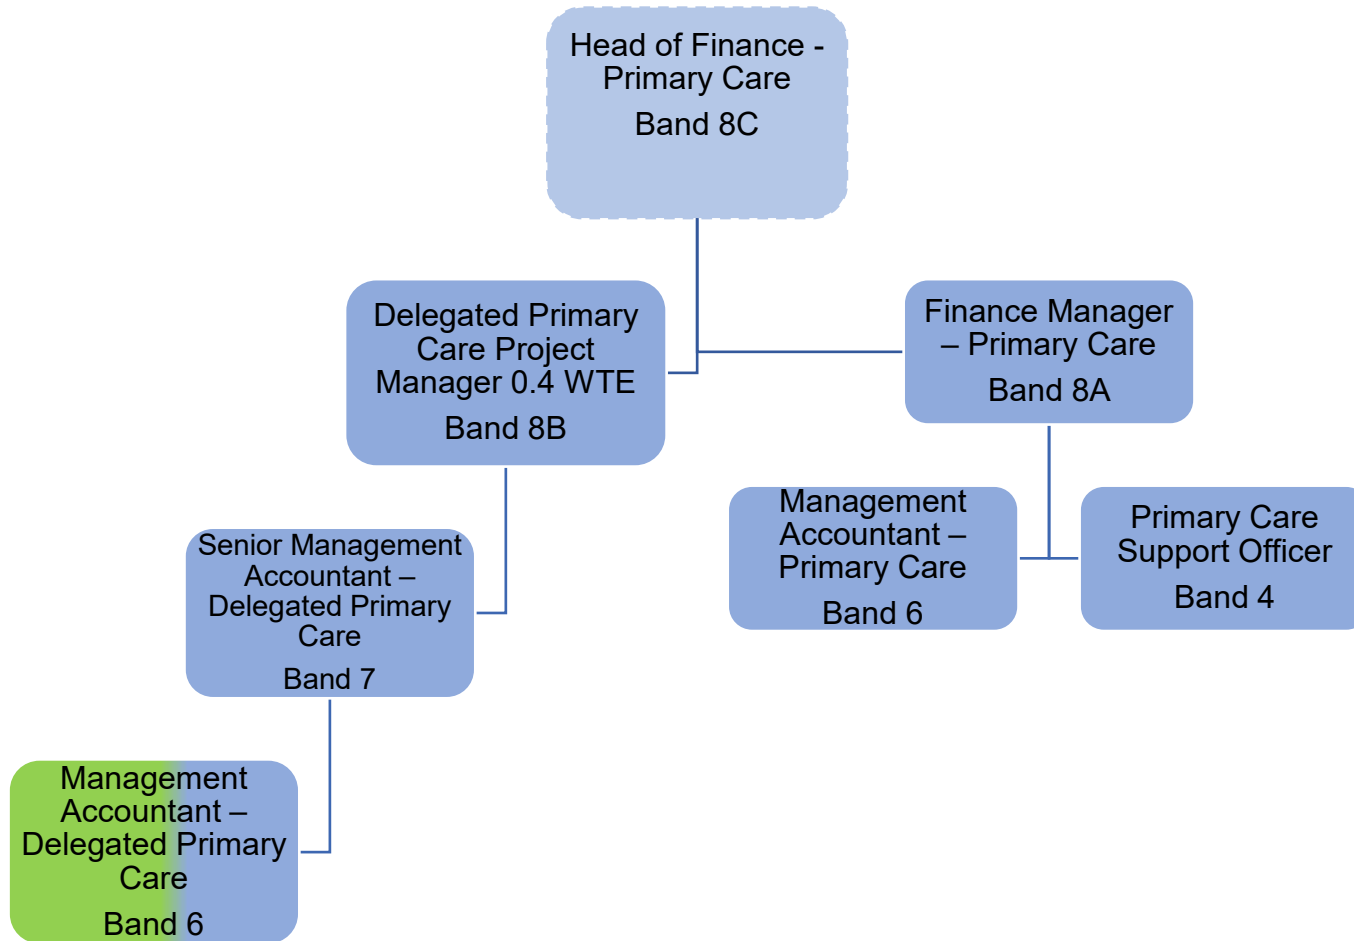 Head of Finance -
Primary Care
Band 8C
Delegated Primary
Care Project
Manager 0.4 WTE
Band 8B
Finance Manager
– Primary Care
Band 8A
Senior Management
Accountant –
Delegated Primary
Care
Band 7
Management
Accountant –
Primary Care
Band 6
Primary Care
Support Officer
Band 4
Management
Accountant –
Delegated Primary
Care
Band 6